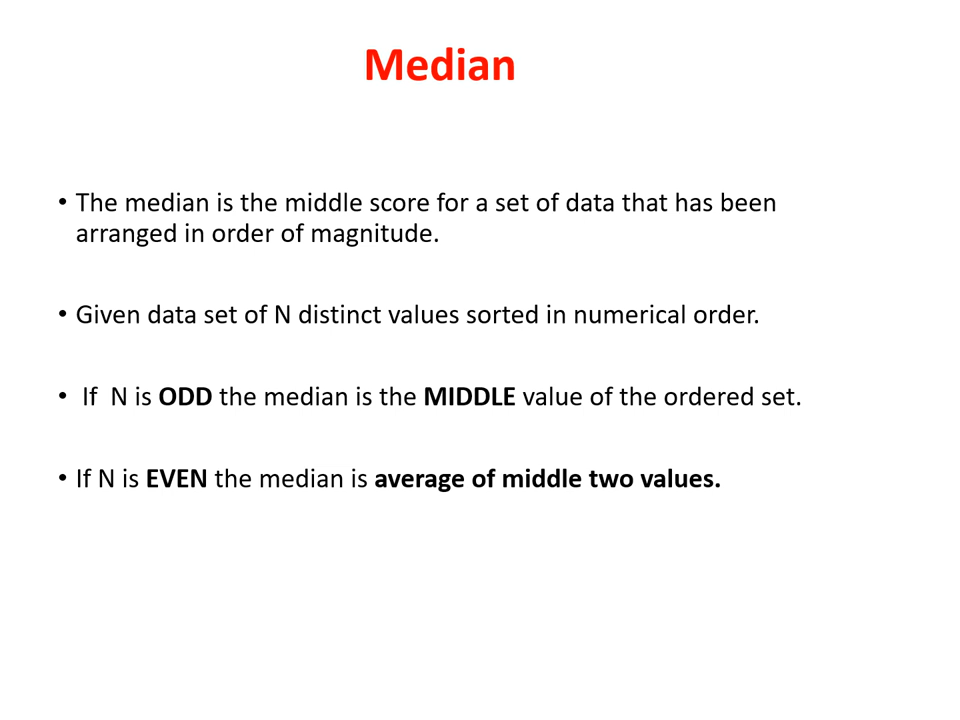 Median
• The median is the middle score for a set of data that has been
arranged in order of magnitude.
• Given data set of N distinct values sorted in numerical order.
• If N is ODD the median is the MIDDLE value of the ordered set.
• If N is EVEN the median is average of middle two values.